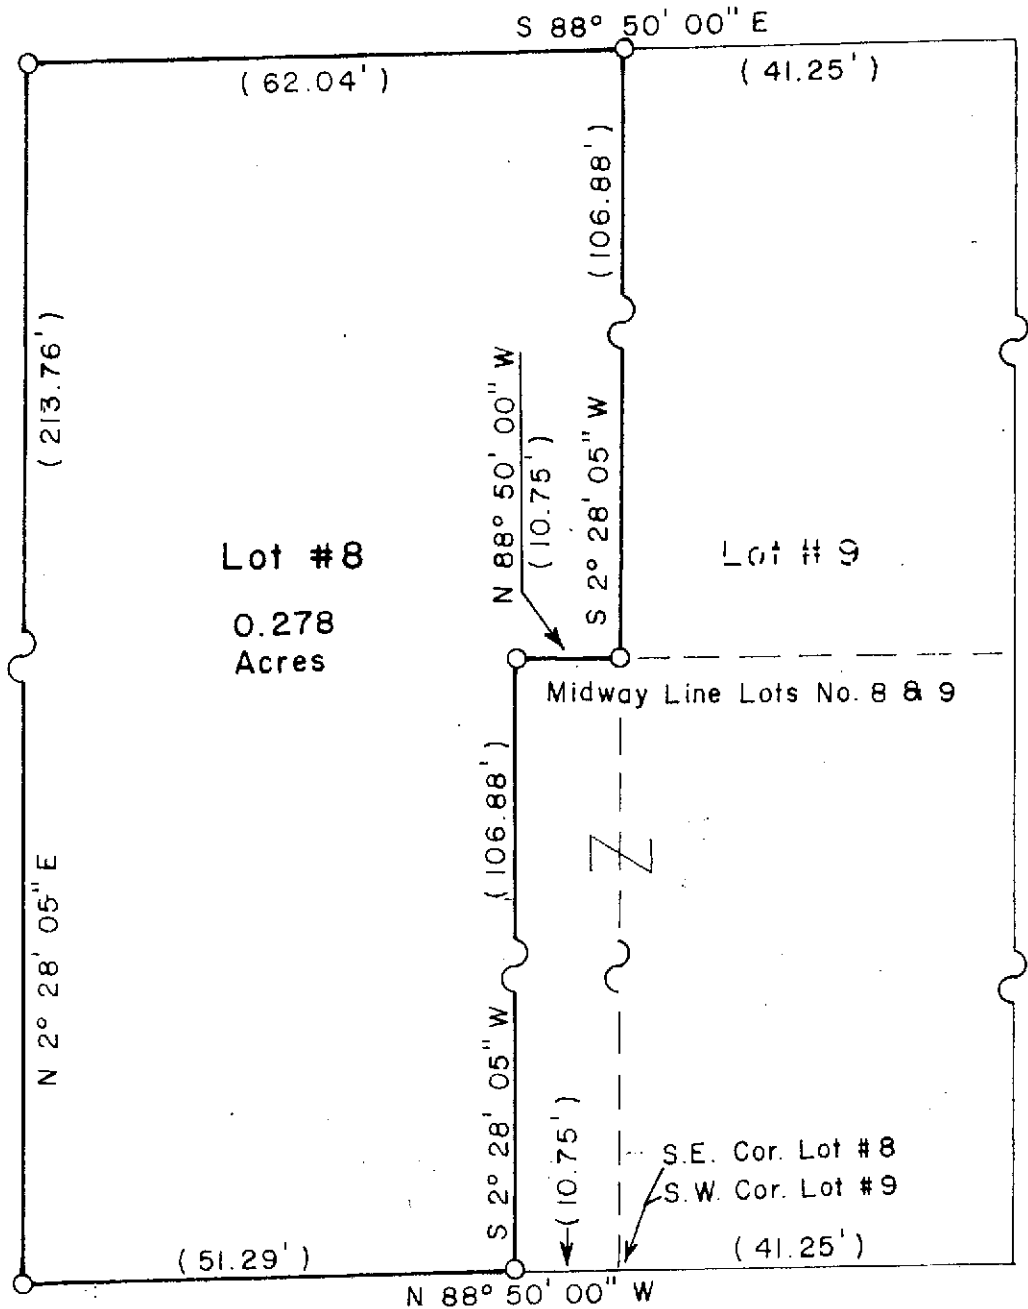 S 88° 50' 00" E
(62.04')
(41.25')
(106.88')
(213.76')
N 88° 50' 00" W
(10.75')
S 2° 28' 05" W
Lot #8
0.278
Acres
Lot # 9
Midway Line Lots No. 8 & 9
(106.88')
Z
N 2° 28' 05" E
S 2° 28' 05" W
(10.75')
S.E. Cor. Lot #8
S.W. Cor. Lot #9
(51.29')
(41.25')
N 88° 50' 00" W